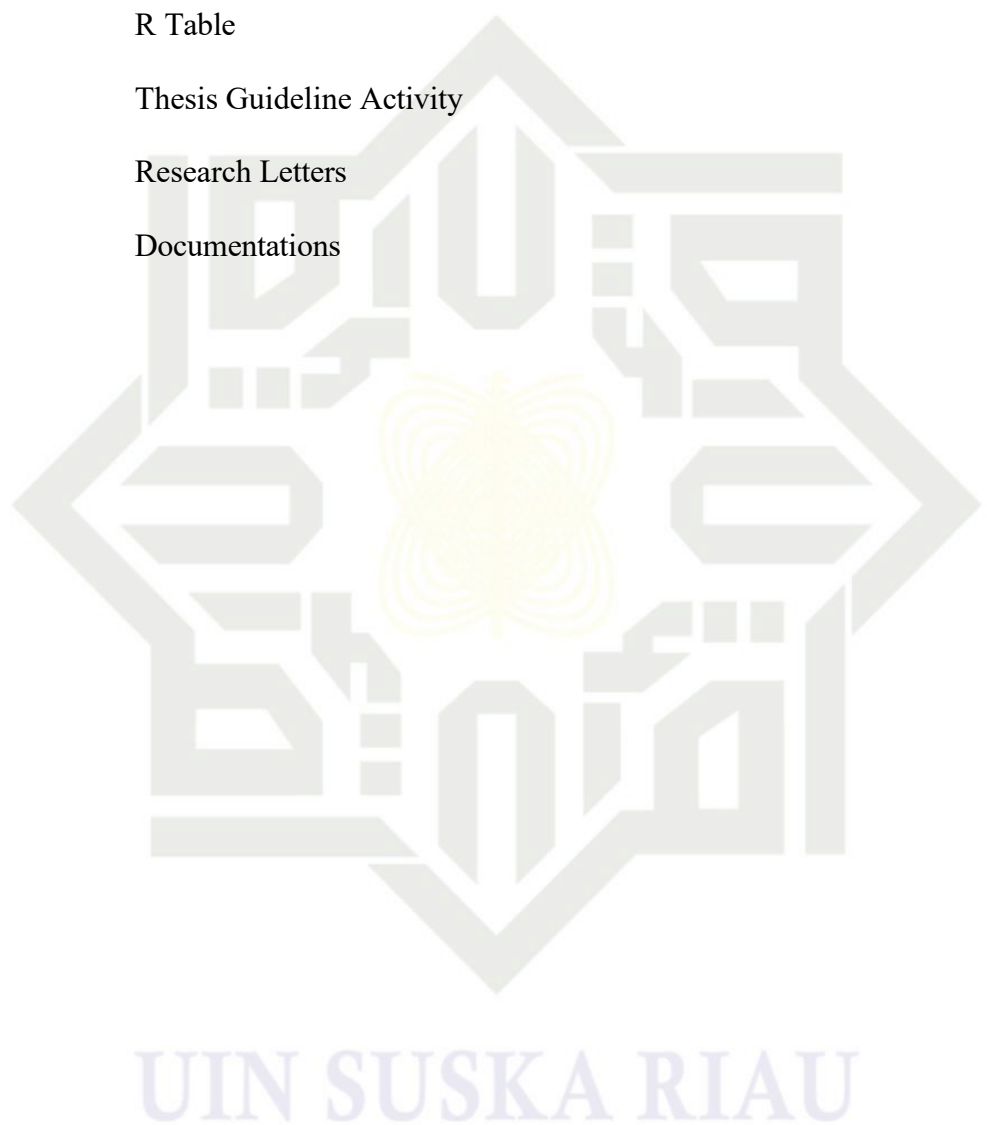 R Table
Thesis Guideline Activity
Research Letters
Documentations
UIN SUSKA RIAU